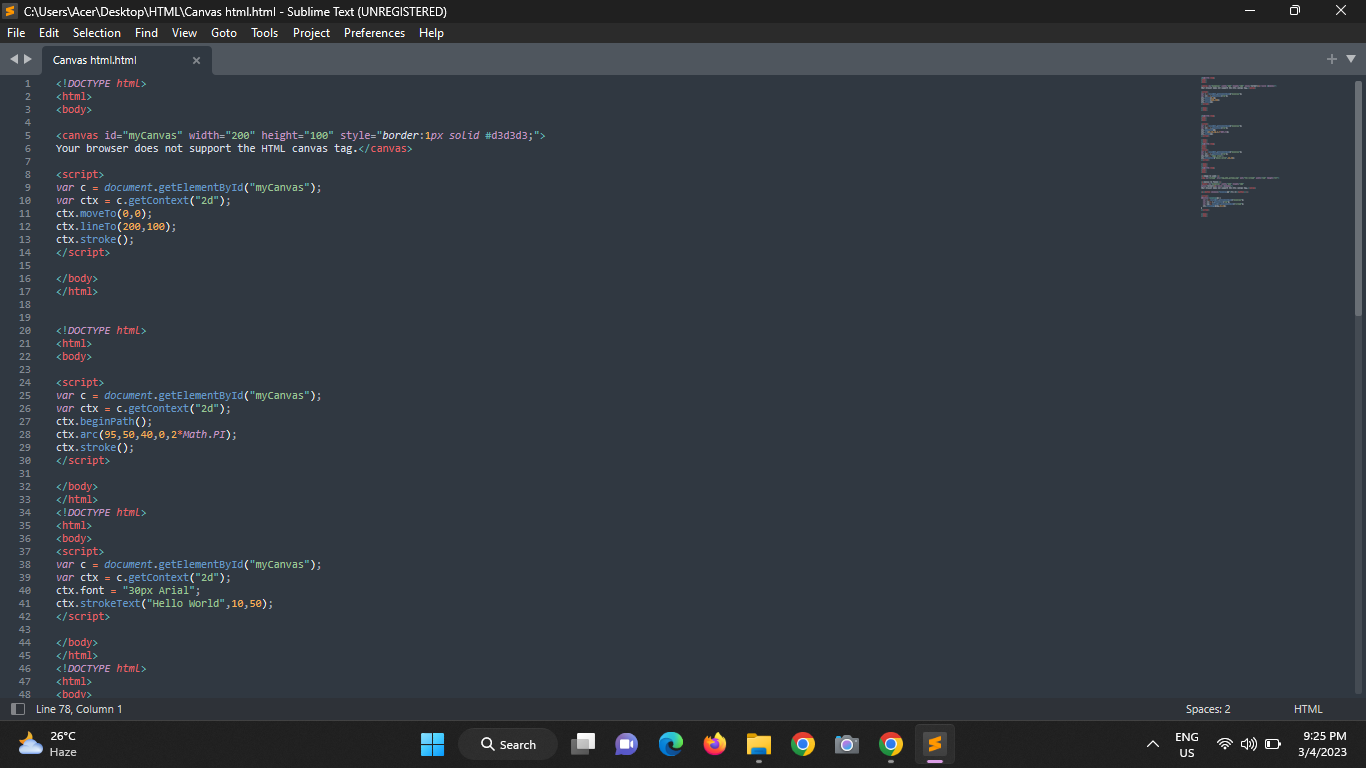 C:\Users\Acer\Desktop\HTML\Canvas html.html - Sublime Text (UNREGISTERED)
File Edit Selection Find View Goto Tools Project Preferences Help
Canvas html.html
1 <!DOCTYPE html>
2 <html>
3 <body>
4
5 <canvas id="myCanvas" width="200" height="100" style="border:1px solid #d3d3d3;">
6 Your browser does not support the HTML canvas tag.</canvas>
7
8 <script>
9 var c = document.getElementById("myCanvas");
10 var ctx = c.getContext("2d");
11 ctx.moveTo(0,0);
12 ctx.lineTo(200,100);
13 ctx.stroke();
14 </script>
15
16 </body>
17 </html>
18
19
20 <!DOCTYPE html>
21 <html>
22 <body>
23
24 <script>
25 var c = document.getElementById("myCanvas");
26 var ctx = c.getContext("2d");
27 ctx.beginPath();
28 ctx.arc(95,50,40,0,2*Math.PI);
29 ctx.stroke();
30 </script>
31
32 </body>
33 </html>
34 <!DOCTYPE html>
35 <html>
36 <body>
37 <script>
38 var c = document.getElementById("myCanvas");
39 var ctx = c.getContext("2d");
40 ctx.font = "30px Arial";
41 ctx.strokeText("Hello World",10,50);
42 </script>
43
44 </body>
45 </html>
46 <!DOCTYPE html>
47 <html>
48 <body>
Line 78, Column 1
Spaces: 2
HTML
26°C
Haze
Search
ENG
US
9:25 PM
3/4/2023